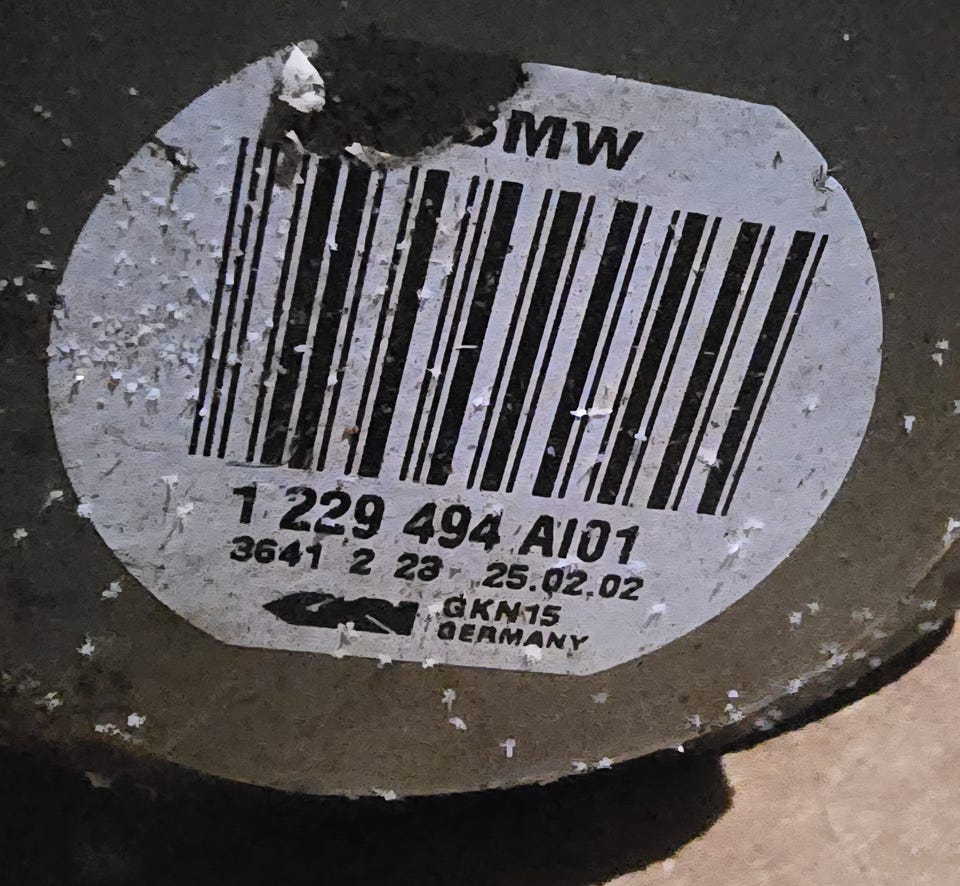 BMW
1 229 494 AI01
3641 2 23 25.02.02
GKN15
GERMANY